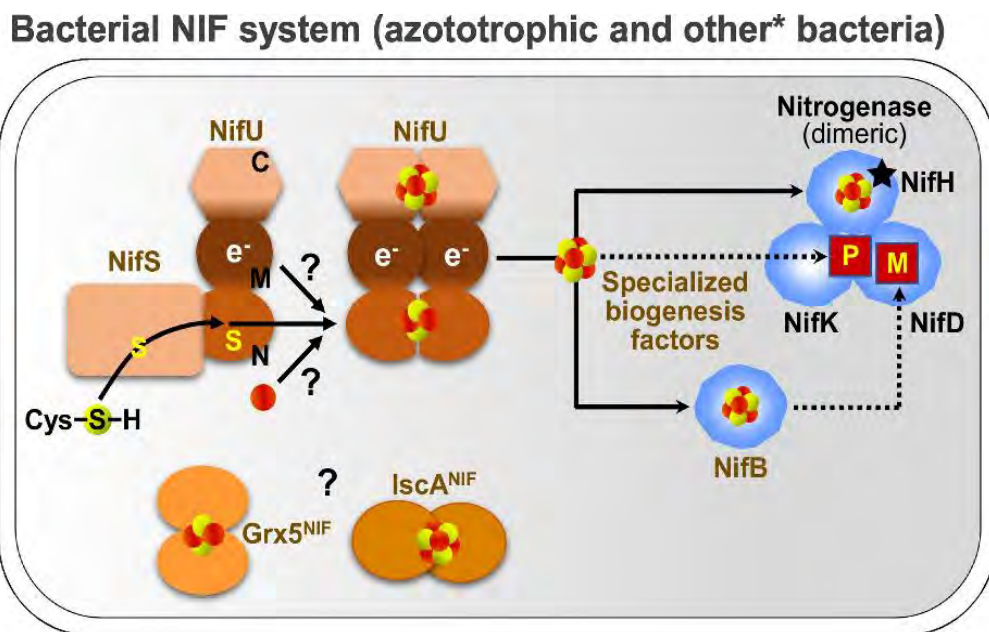 Bacterial NIF system (azototrophic and other* bacteria)
NifU
C
NifU
Nitrogenase
(dimeric)
NifH
NifS
e-
M
?
e- e-
P M
Specialized
biogenesis
factors
NifK NifD
S
S
N
?
Cys-S-H
NifB
?
Grx5NIF
IscANIF